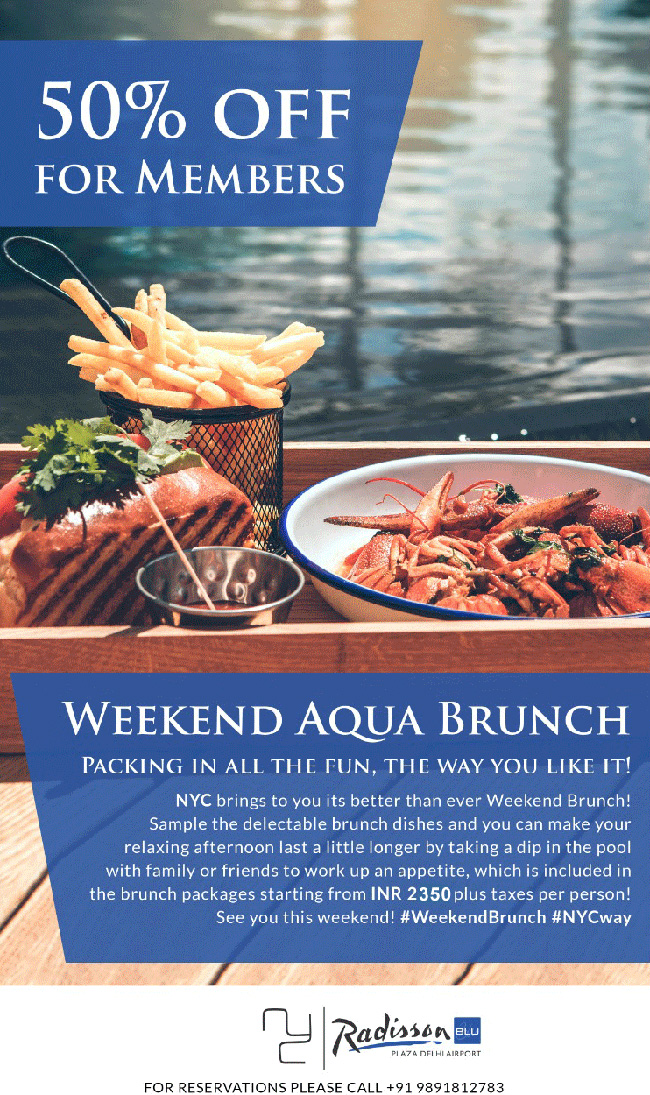 50% OFF
FOR MEMBERS
WEEKEND AQUA BRUNCH
PACKING IN ALL THE FUN, THE WAY YOU LIKE IT!
NYC brings to you its better than ever Weekend Brunch!
Sample the delectable brunch dishes and you can make your
relaxing afternoon last a little longer by taking a dip in the pool
with family or friends to work up an appetite, which is included in
the brunch packages starting from INR 2350 plus taxes per person!
See you this weekend! #WeekendBrunch #NYCway
nyc
Radisson BLU
PLAZA DELHI AIRPORT
FOR RESERVATIONS PLEASE CALL +91 9891812783